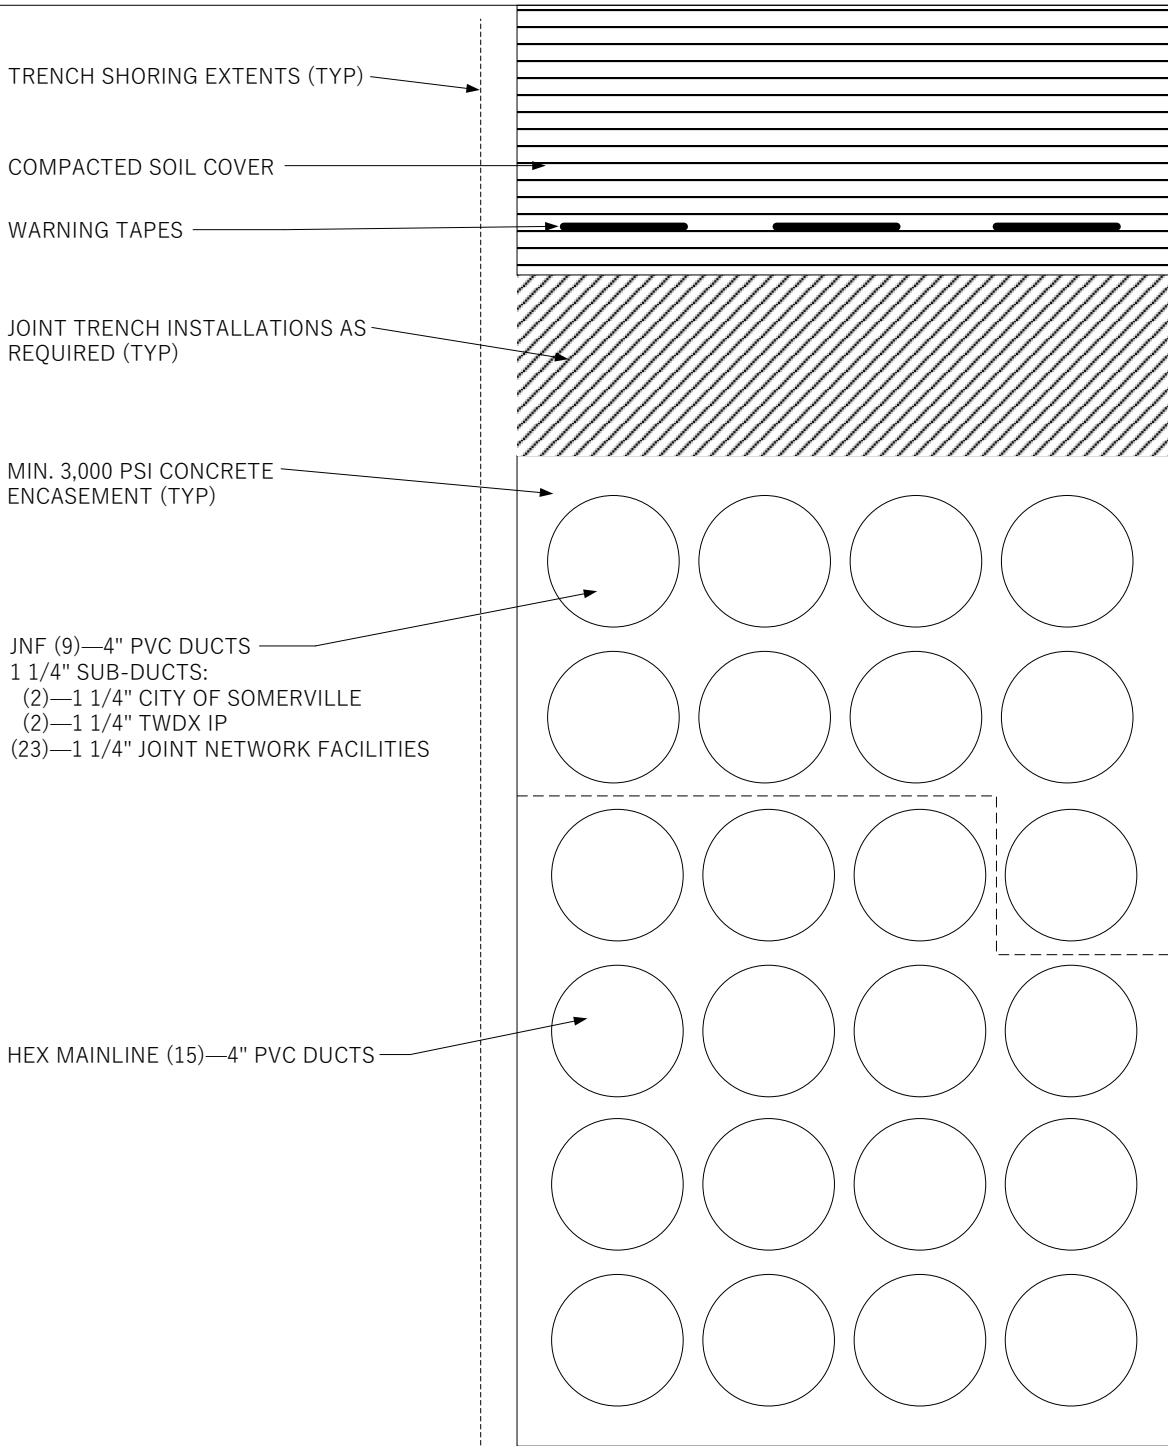 TRENCH SHORING EXTENTS (TYP)
COMPACTED SOIL COVER
WARNING TAPES
JOINT TRENCH INSTALLATIONS AS
REQUIRED (TYP)
MIN. 3,000 PSI CONCRETE
ENCASEMENT (TYP)
JNF (9)—4" PVC DUCTS
1 1/4" SUB-DUCTS:
(2)—1 1/4" CITY OF SOMERVILLE
(2)—1 1/4" TWDX IP
(23)—1 1/4" JOINT NETWORK FACILITIES
HEX MAINLINE (15)—4" PVC DUCTS